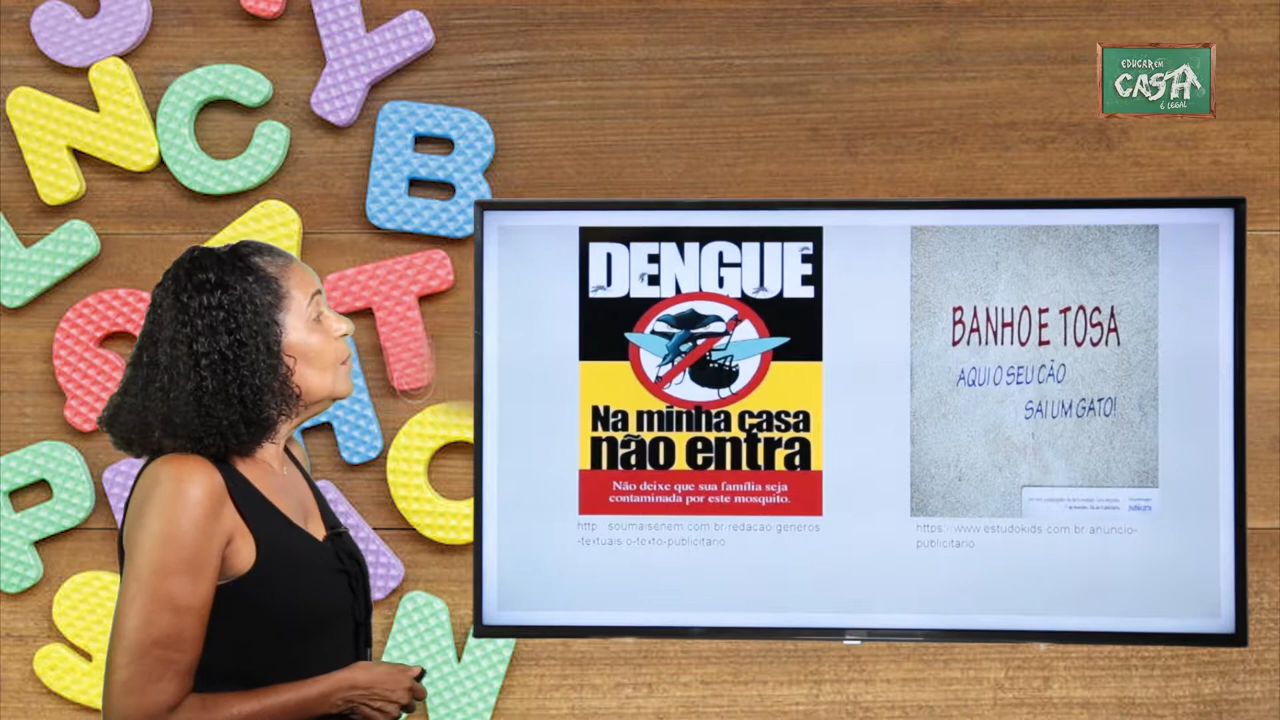 EDUCAR EM
CASA
É LEGAL
DENGUE
Na minha casa
não entra
Não deixe que sua família seja
contaminada por este mosquito.
http: soumaisenem.com.br/redacao/generos
-textuais o-texto-publicitario
BANHO E TOSA
AQUI O SEU CÃO
SAI UM GATO!
https: www.estudokids.com.br anuncio-
publicitario
N
C
Y
B
T